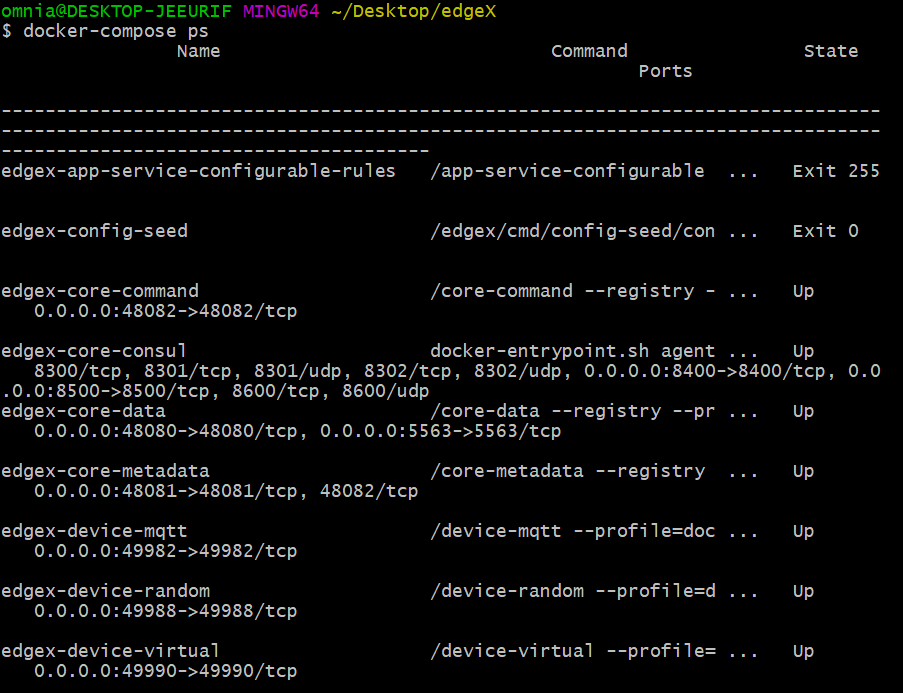 omnia@DESKTOP-JEEURIF MINGW64 ~/Desktop/edgeX
$ docker-compose ps
Name Command State
Ports
--------------------------------------------------------------------------------
--------------------------------------------------------------------------------
---------------------------------------
edgex-app-service-configurable-rules /app-service-configurable ... Exit 255
edgex-config-seed /edgex/cmd/config-seed/con ... Exit 0
edgex-core-command /core-command --registry - ... Up
0.0.0.0:48082->48082/tcp
edgex-core-consul docker-entrypoint.sh agent ... Up
8300/tcp, 8301/tcp, 8301/udp, 8302/tcp, 8302/udp, 0.0.0.0:8400->8400/tcp, 0.0
.0.0:8500->8500/tcp, 8600/tcp, 8600/udp
edgex-core-data /core-data --registry --pr ... Up
0.0.0.0:48080->48080/tcp, 0.0.0.0:5563->5563/tcp
edgex-core-metadata /core-metadata --registry ... Up
0.0.0.0:48081->48081/tcp, 48082/tcp
edgex-device-mqtt /device-mqtt --profile=doc ... Up
0.0.0.0:49982->49982/tcp
edgex-device-random /device-random --profile=d ... Up
0.0.0.0:49988->49988/tcp
edgex-device-virtual /device-virtual --profile= ... Up
0.0.0.0:49990->49990/tcp